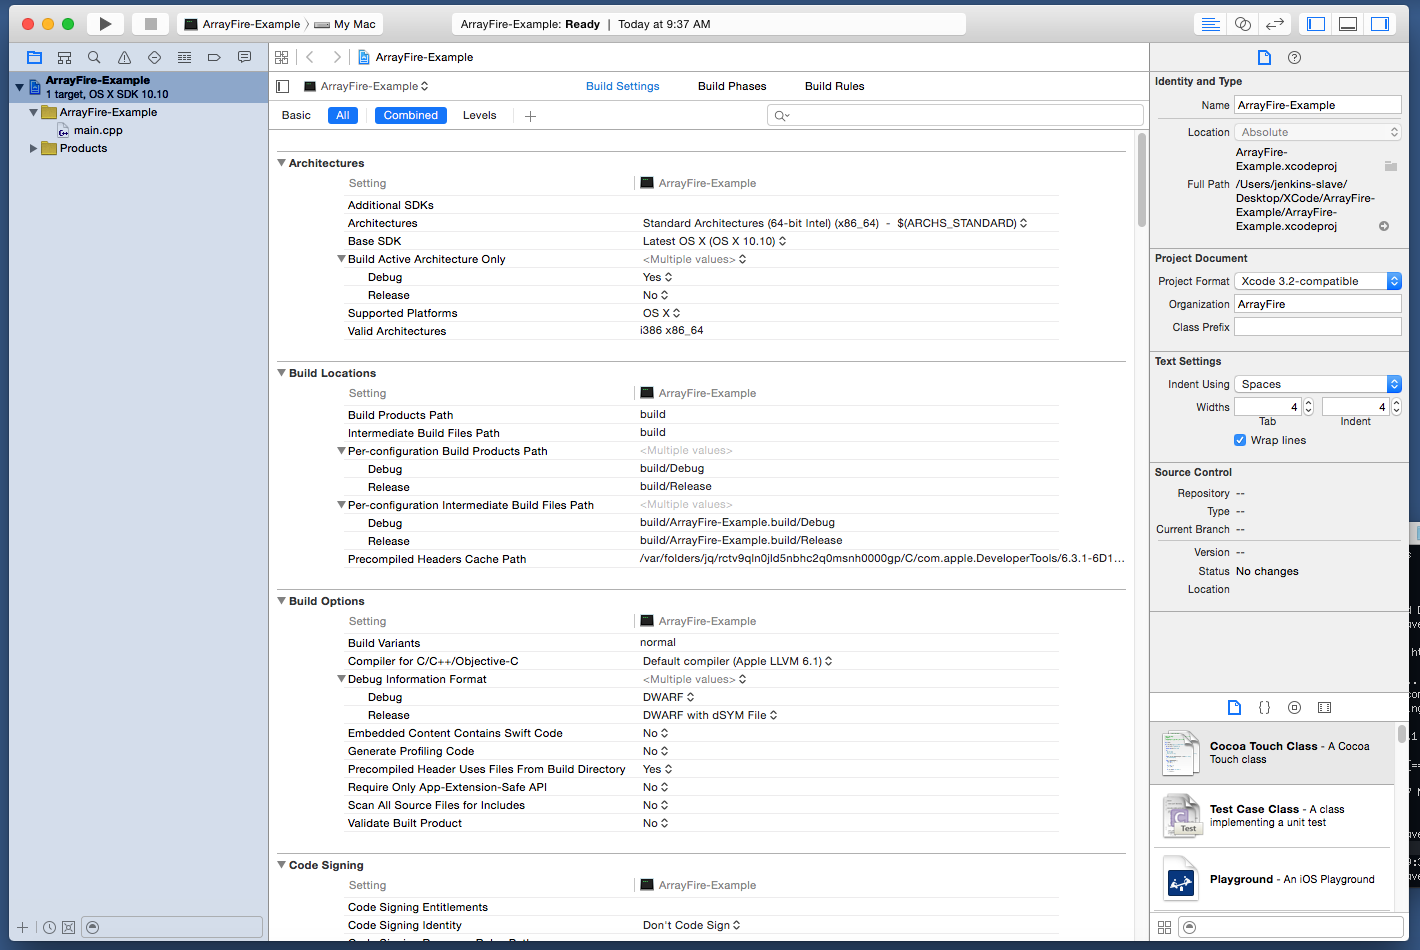 ArrayFire-Example
My Mac
ArrayFire-Example: Ready | Today at 9:37 AM
ArrayFire-Example
1 target, OS X SDK 10.10
ArrayFire-Example
main.cpp
Products
ArrayFire-Example
ArrayFire-Example
Build Settings
Build Phases
Build Rules
Basic
All
Combined
Levels
Architectures
Setting
ArrayFire-Example
Additional SDKs
Architectures
Standard Architectures (64-bit Intel) (x86_64) - $(ARCHS_STANDARD)
Base SDK
Latest OS X (OS X 10.10)
Build Active Architecture Only
<Multiple values>
Debug
Yes
Release
No
Supported Platforms
OS X
Valid Architectures
i386 x86_64
Build Locations
Setting
ArrayFire-Example
Build Products Path
build
Intermediate Build Files Path
build
Per-configuration Build Products Path
<Multiple values>
Debug
build/Debug
Release
build/Release
Per-configuration Intermediate Build Files Path
<Multiple values>
Debug
build/ArrayFire-Example.build/Debug
Release
build/ArrayFire-Example.build/Release
Precompiled Headers Cache Path
/var/folders/jq/rctv9qln0jld5nbhc2q0msnh0000gp/C/com.apple.DeveloperTools/6.3.1-6D1...
Build Options
Setting
ArrayFire-Example
Build Variants
normal
Compiler for C/C++/Objective-C
Default compiler (Apple LLVM 6.1)
Debug Information Format
<Multiple values>
Debug
DWARF
Release
DWARF with dSYM File
Embedded Content Contains Swift Code
No
Generate Profiling Code
No
Precompiled Header Uses Files From Build Directory
Yes
Require Only App-Extension-Safe API
No
Scan All Source Files for Includes
No
Validate Built Product
No
Code Signing
Setting
ArrayFire-Example
Code Signing Entitlements
Code Signing Identity
Don't Code Sign
Identity and Type
Name
ArrayFire-Example
Location
Absolute
ArrayFire-
Example.xcodeproj
Full Path
/Users/jenkins-slave/
Desktop/XCode/ArrayFire-
Example/ArrayFire-
Example.xcodeproj
Project Document
Project Format
Xcode 3.2-compatible
Organization
ArrayFire
Class Prefix
Text Settings
Indent Using
Spaces
Widths
4
4
Tab
Indent
Wrap lines
Source Control
Repository --
Type --
Current Branch --
Version --
Status No changes
Location
Cocoa Touch Class - A Cocoa
Touch class
Test
Test Case Class - A class
implementing a unit test
Playground - An iOS Playground